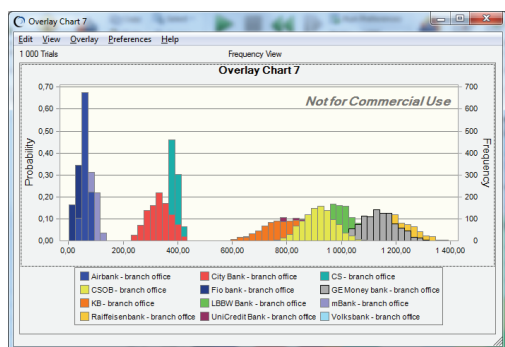 Overlay Chart 7
Edit View Overlay Preferences Help
1 000 Trials Frequency View
Overlay Chart 7
Not for Commercial Use
0,70 700
0,60 600
0,50 500
0,40 400
0,30 300
0,20 200
0,10 100
0,00 0
Probability
Frequency
0,00 200,00 400,00 600,00 800,00 1 000,00 1 200,00 1 400,00
Airbank - branch office City Bank - branch office CS - branch office
CSOB - branch office Fio bank - branch office GE Money bank - branch office
KB - branch office LBBW Bank - branch office mBank - branch office
Raiffeisenbank - branch office UniCredit Bank - branch office Volksbank - branch office